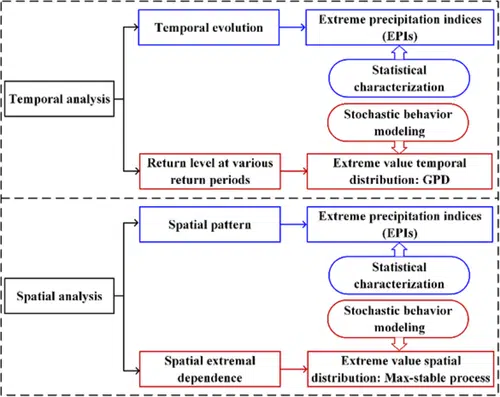 Temporal evolution
Extreme precipitation indices
(EPIs)
Statistical
characterization
Temporal analysis
Stochastic behavior
modeling
Return level at various
return periods
Extreme value temporal
distribution: GPD
Spatial pattern
Extreme precipitation indices
(EPIs)
Statistical
characterization
Spatial analysis
Stochastic behavior
modeling
Spatial extremal
dependence
Extreme value spatial
distribution: Max-stable process